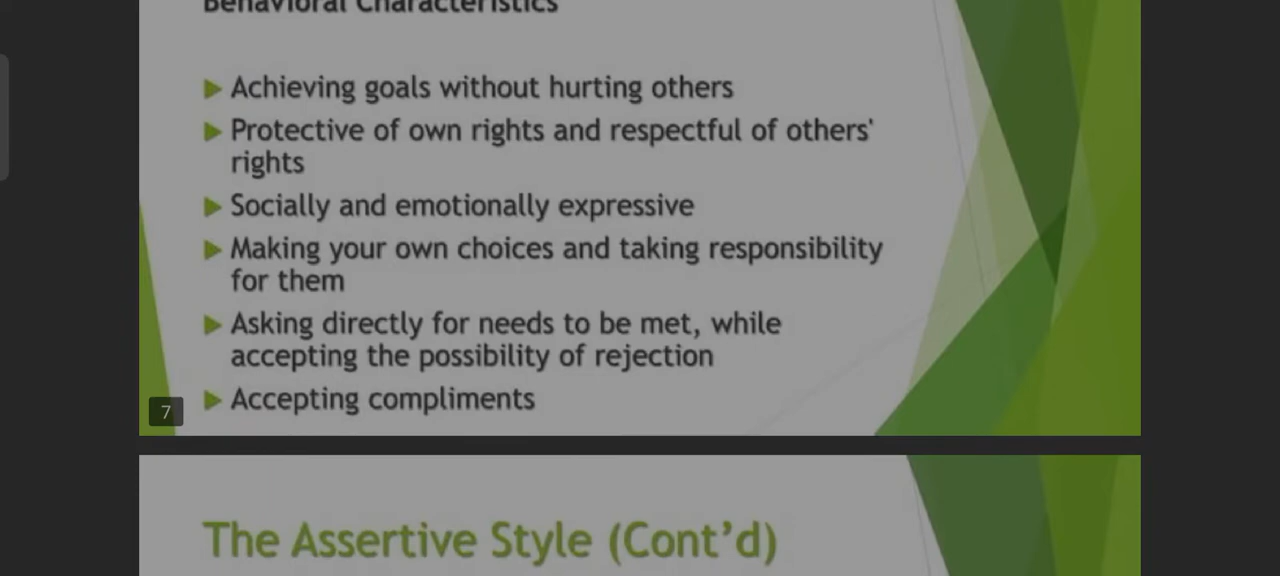 Behavioral Characteristics
▶ Achieving goals without hurting others
▶ Protective of own rights and respectful of others'
rights
▶ Socially and emotionally expressive
▶ Making your own choices and taking responsibility
for them
▶ Asking directly for needs to be met, while
accepting the possibility of rejection
▶ Accepting compliments
7
The Assertive Style (Cont’d)